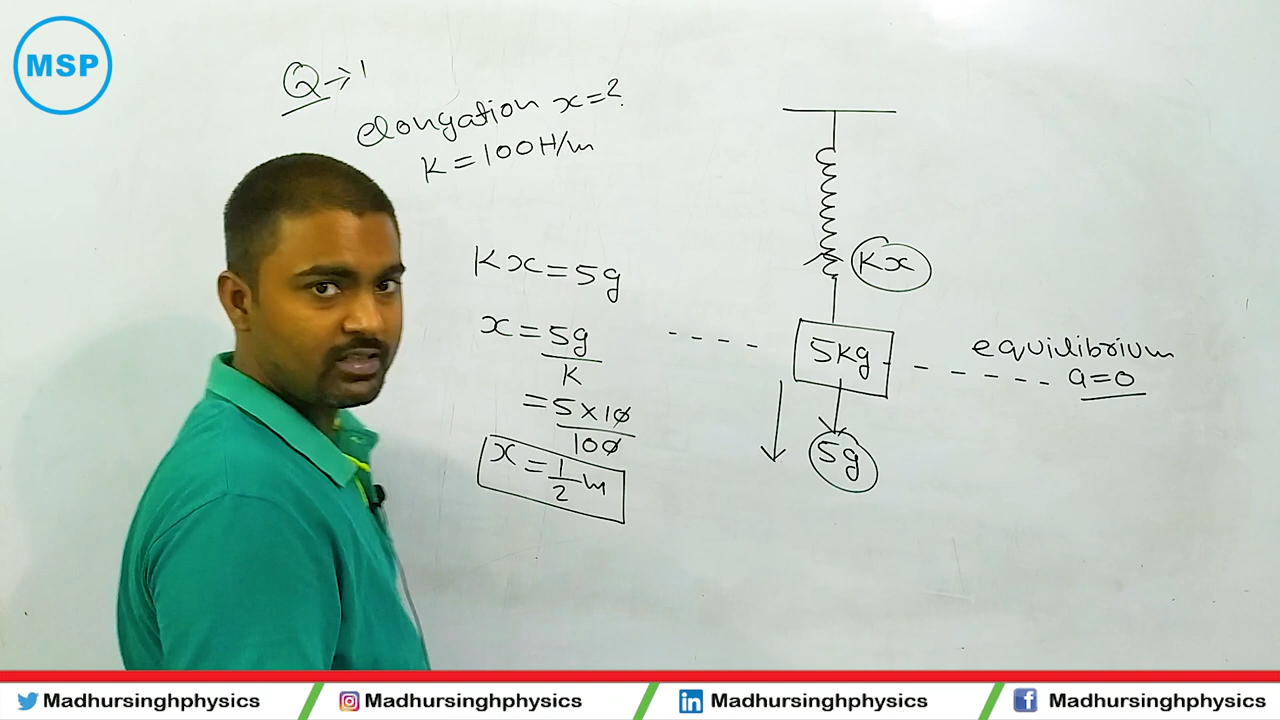 MSP
Q→1
elongation x=?
K=100H/m
Kx=5g
x=5g
K
=5×10
100
x=1
2 m
Kx
5kg
equilibrium
a=0
5g
Madhursinghphysics
Madhursinghphysics
Madhursinghphysics
Madhursinghphysics